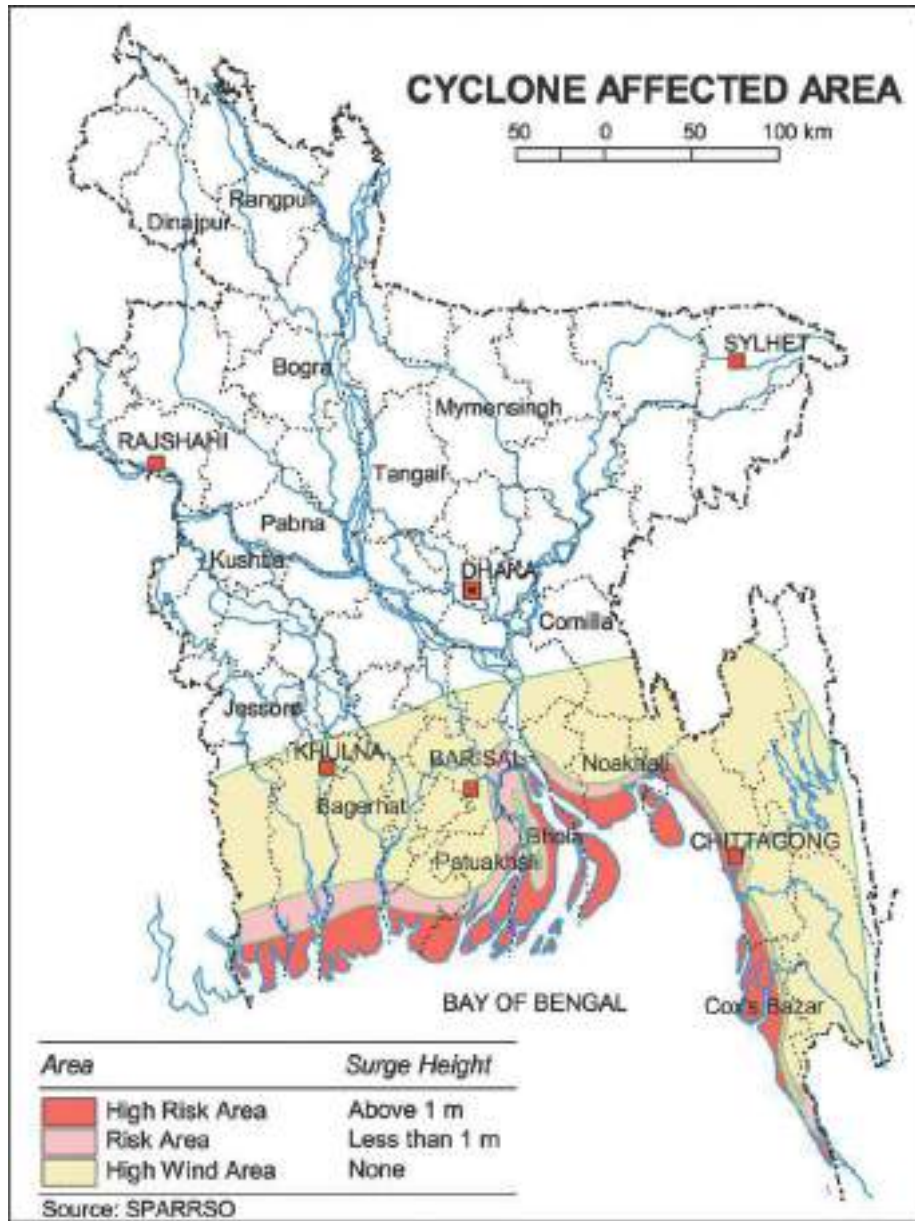 CYCLONE AFFECTED AREA
50 0 50 100 km
Rangpur
Dinajpur
SYLHET
Bogra
Mymensingh
RAJSHAHI
Tangail
Pabna
Kushtia
DHAKA
Comilla
Jessore
KHULNA
BARISAL
Noakhali
Bagerhat
Bhola
CHITTAGONG
Patuakhali
BAY OF BENGAL
Cox's Bazar
Area Surge Height
High Risk Area Above 1 m
Risk Area Less than 1 m
High Wind Area None
Source: SPARRSO